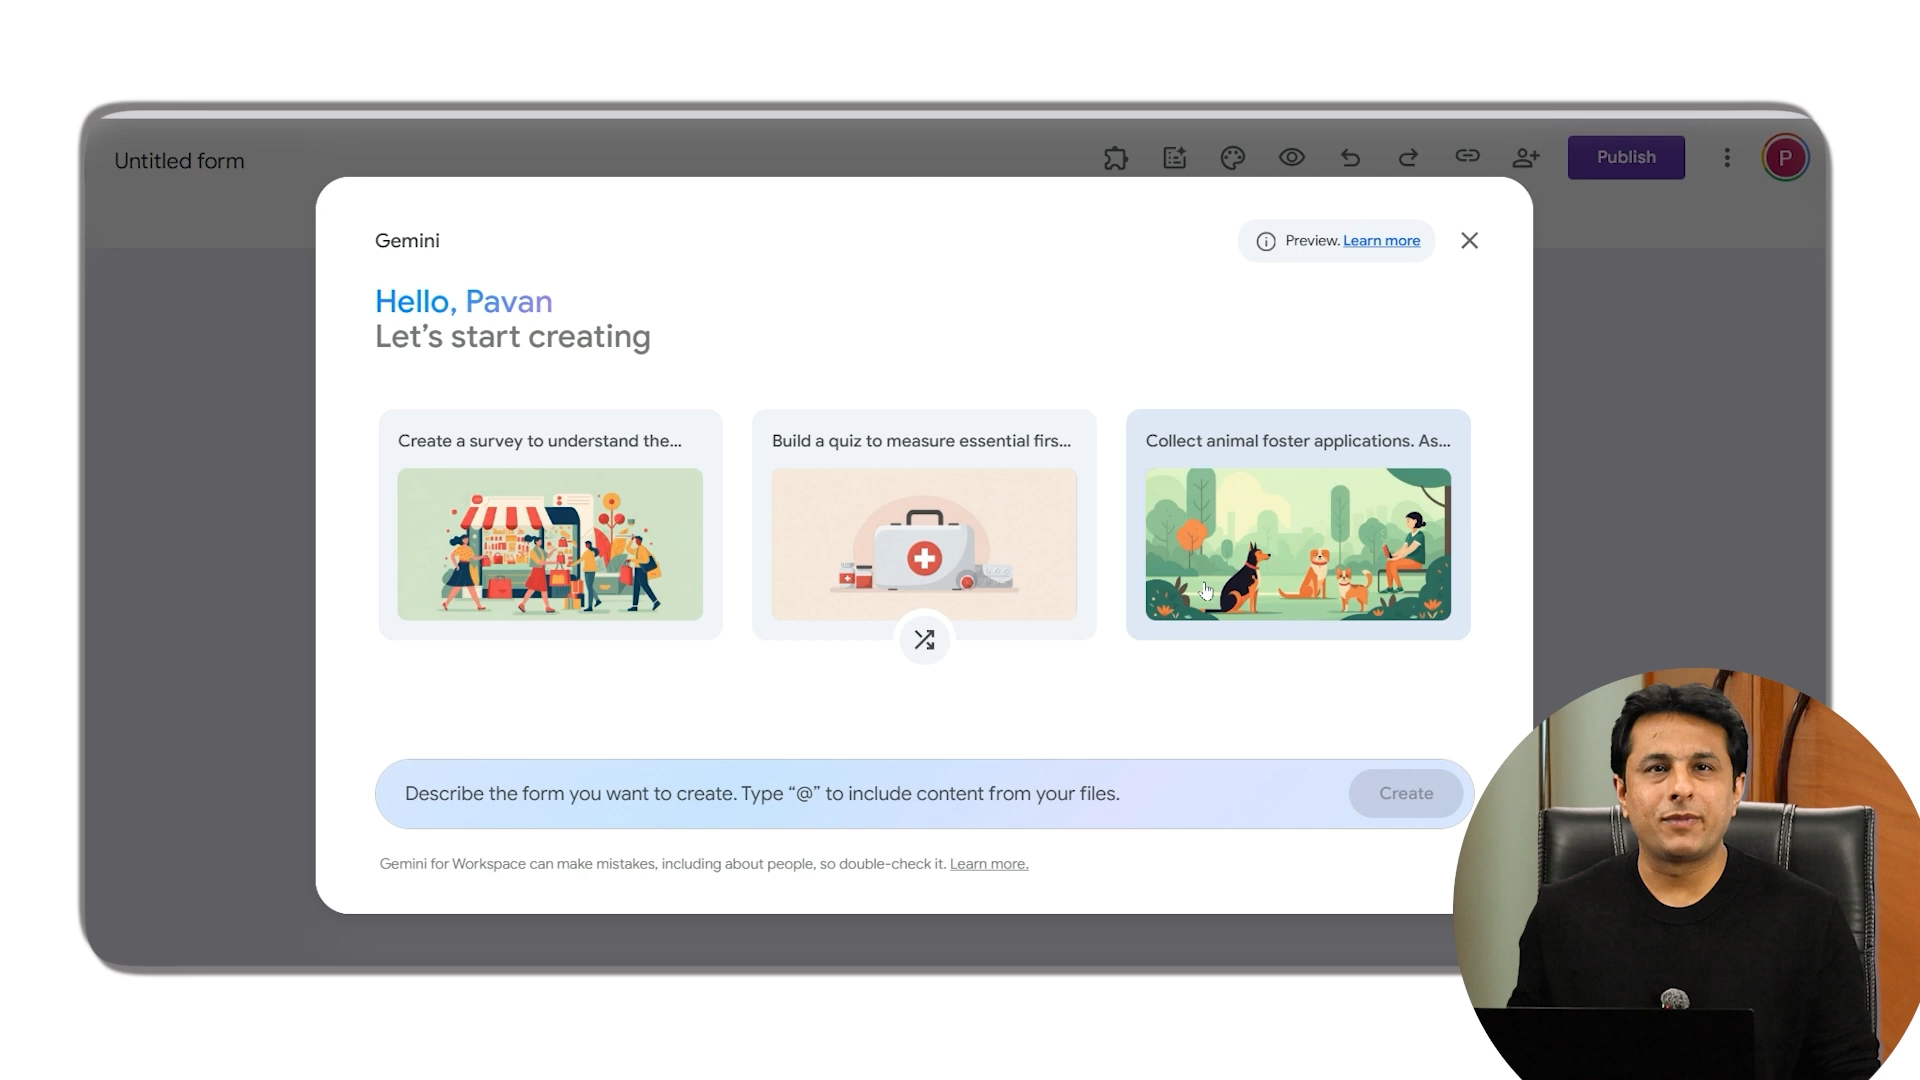 Untitled form
Publish
P
Gemini
Preview. Learn more
Hello, Pavan
Let’s start creating
Create a survey to understand the...
Build a quiz to measure essential firs...
Collect animal foster applications. As...
Describe the form you want to create. Type “@” to include content from your files.
Create
Gemini for Workspace can make mistakes, including about people, so double-check it. Learn more.